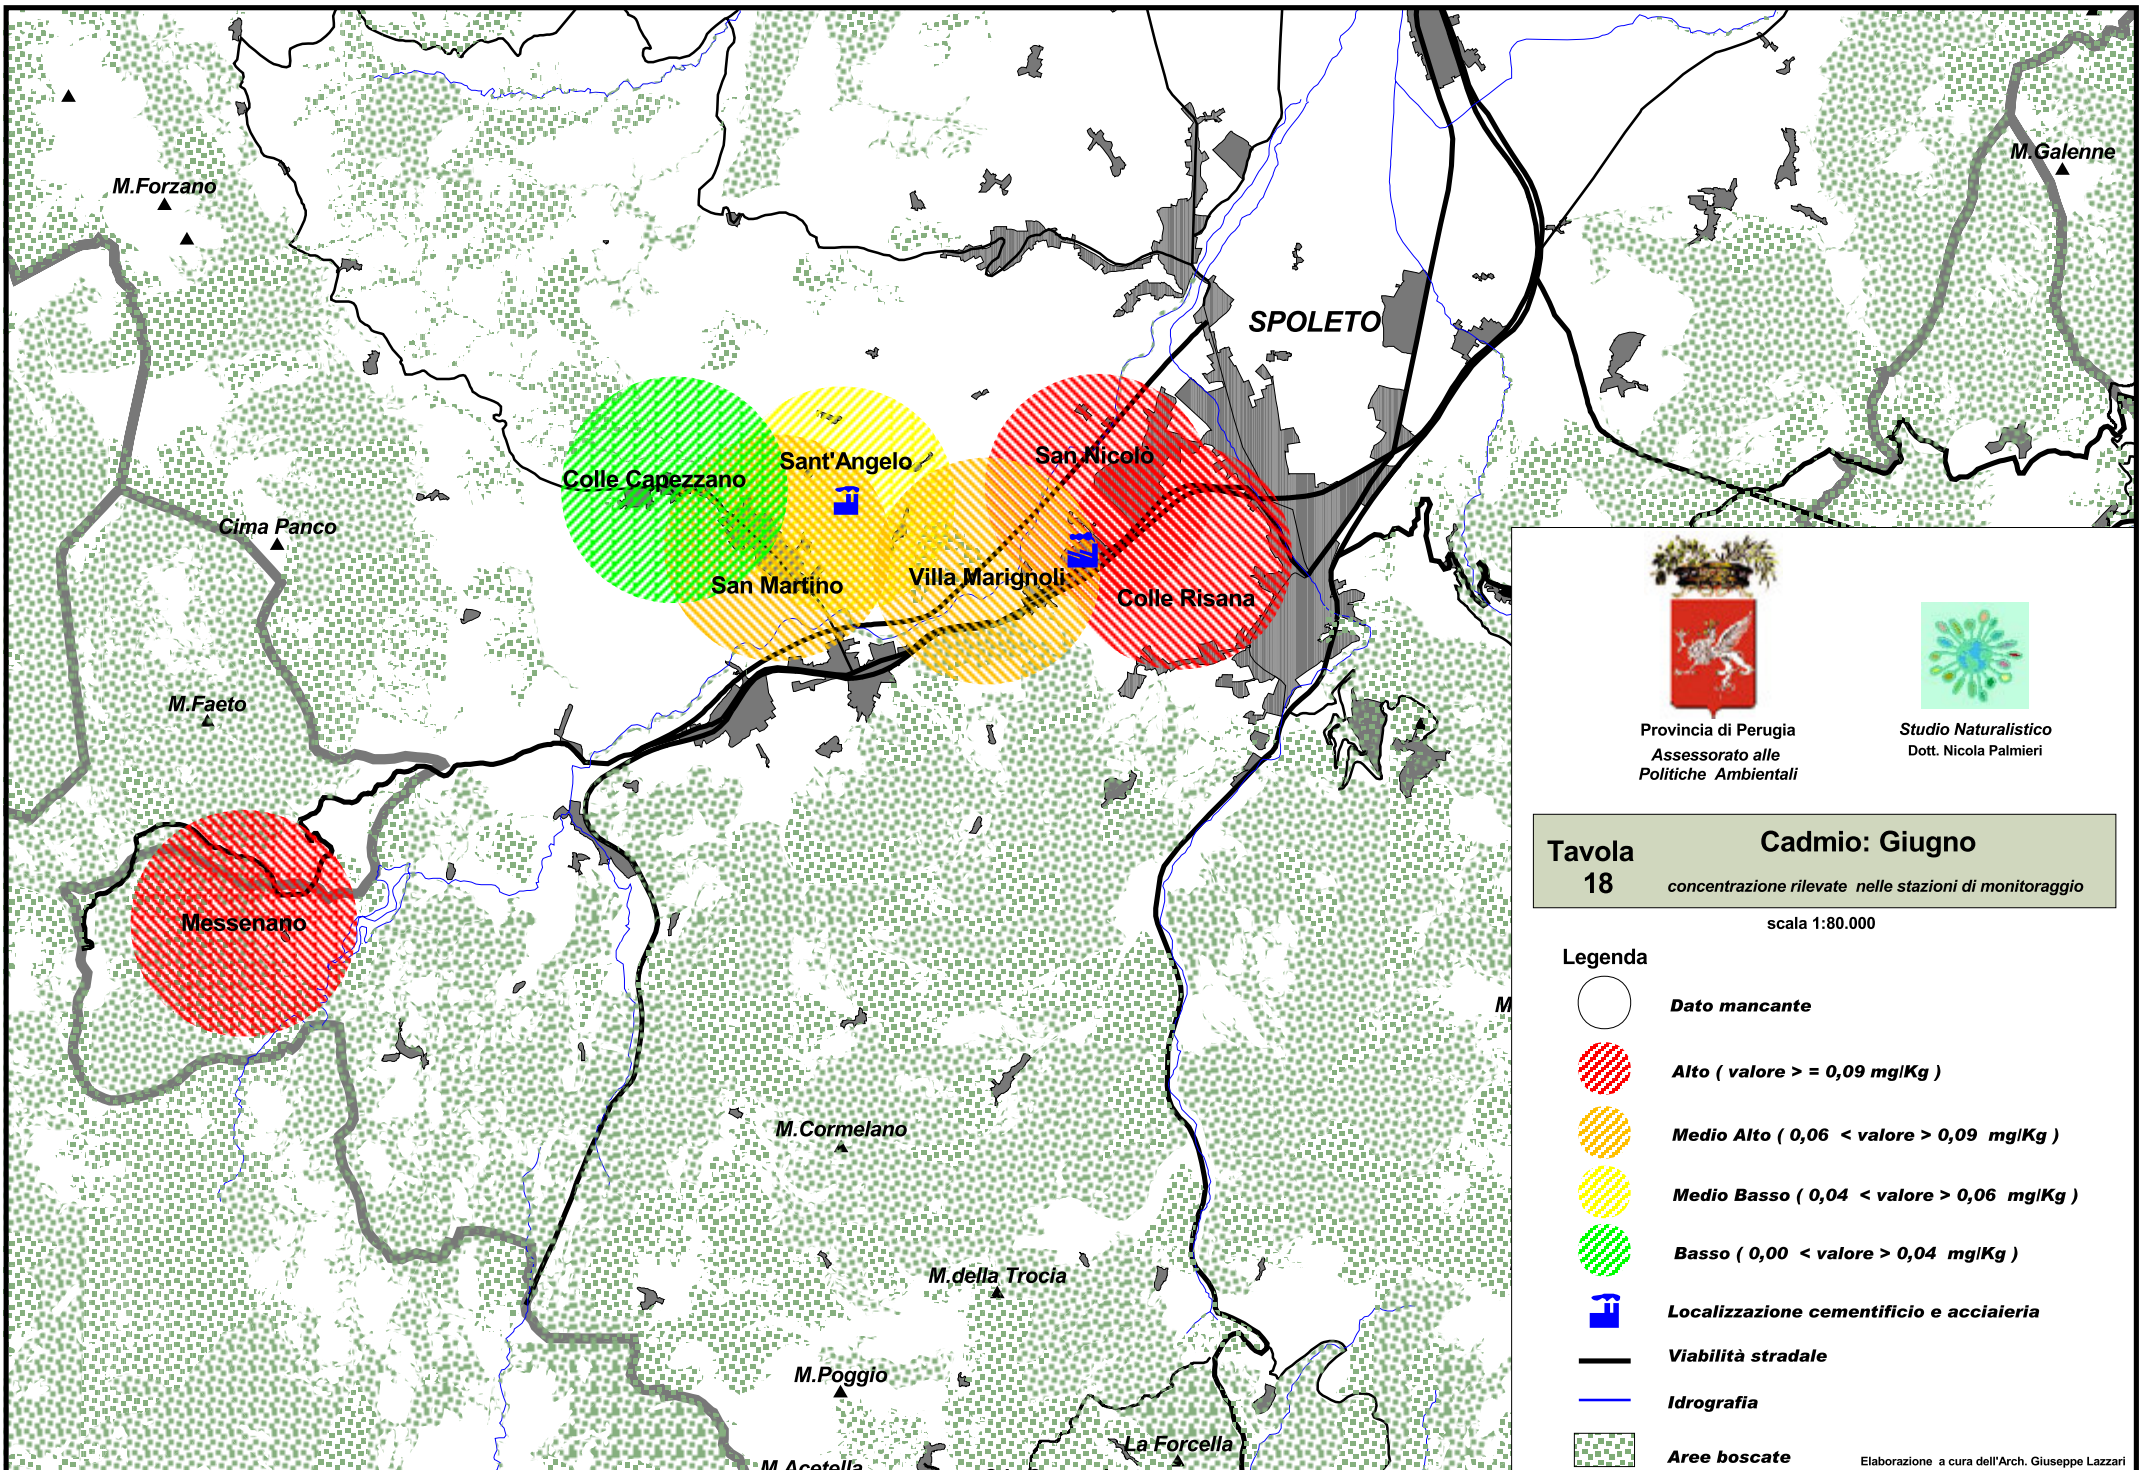 M.Galenne
M.Forzano
SPOLETO
San Nicolò
Sant'Angelo
Colle Capezzano
Cima Panco
San Martino
Villa Marignoli
Colle Risana
M.Faeto
Messenano
M.Cormelano
M.della Trocia
M.Poggio
La Forcella
M.Acetella
M
Provincia di Perugia
Assessorato alle
Politiche Ambientali
Studio Naturalistico
Dott. Nicola Palmieri
Tavola
18
Cadmio: Giugno
concentrazione rilevate nelle stazioni di monitoraggio
scala 1:80.000
Legenda
Dato mancante
Alto ( valore > = 0,09 mg/Kg )
Medio Alto ( 0,06 < valore > 0,09 mg/Kg )
Medio Basso ( 0,04 < valore > 0,06 mg/Kg )
Basso ( 0,00 < valore > 0,04 mg/Kg )
Localizzazione cementificio e acciaieria
Viabilità stradale
Idrografia
Aree boscate
Elaborazione a cura dell'Arch. Giuseppe Lazzari